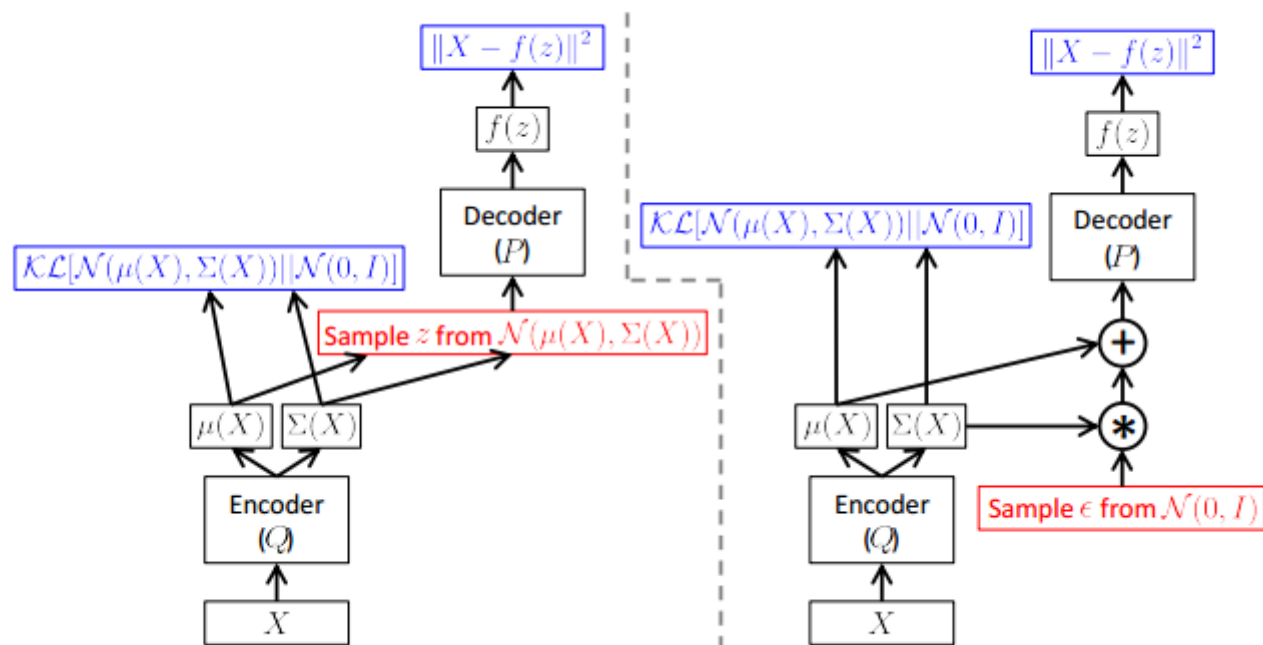 ‖X − f(z)‖²
f(z)
Decoder
(P)
𝒦ℒ[𝒩(μ(X), Σ(X))||𝒩(0, I)]
Sample z from 𝒩(μ(X), Σ(X))
μ(X)
Σ(X)
Encoder
(Q)
X
‖X − f(z)‖²
f(z)
Decoder
(P)
𝒦ℒ[𝒩(μ(X), Σ(X))||𝒩(0, I)]
+
μ(X)
Σ(X)
*
Sample ϵ from 𝒩(0, I)
Encoder
(Q)
X